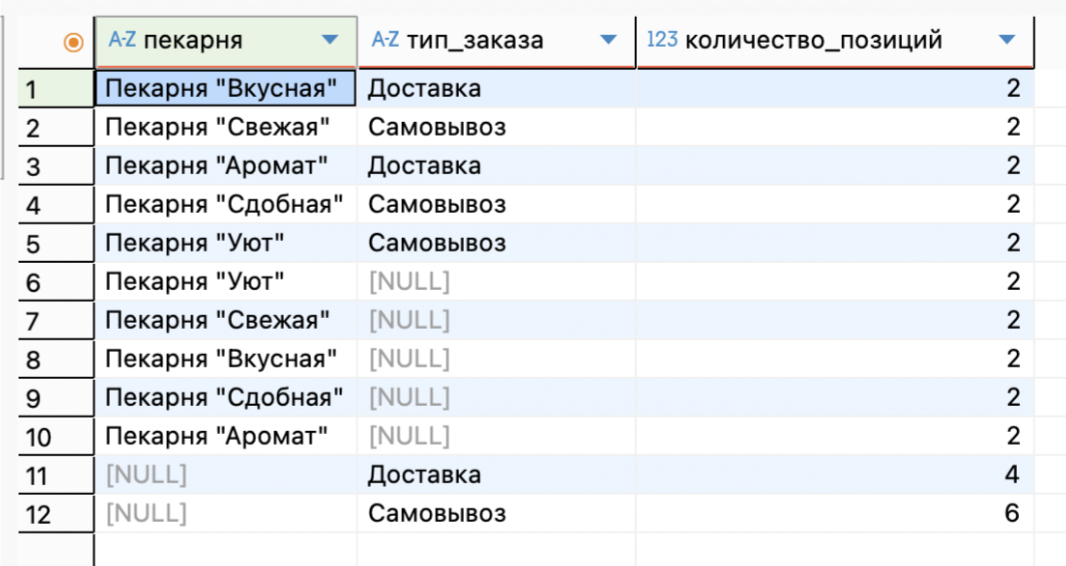 A-Z пекарня A-Z тип_заказа 123 количество_позиций
1 Пекарня "Вкусная" Доставка 2
2 Пекарня "Свежая" Самовывоз 2
3 Пекарня "Аромат" Доставка 2
4 Пекарня "Сдобная" Самовывоз 2
5 Пекарня "Уют" Самовывоз 2
6 Пекарня "Уют" [NULL] 2
7 Пекарня "Свежая" [NULL] 2
8 Пекарня "Вкусная" [NULL] 2
9 Пекарня "Сдобная" [NULL] 2
10 Пекарня "Аромат" [NULL] 2
11 [NULL] Доставка 4
12 [NULL] Самовывоз 6